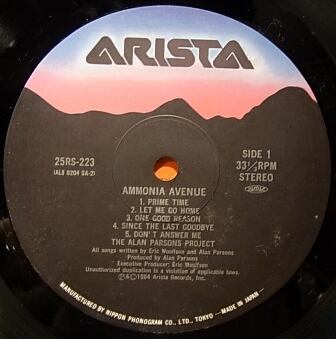 ARISTA
25RS-223
(AL8 8204 SA-2)
SIDE 1
33⅓RPM
STEREO
AMMONIA AVENUE
1. PRIME TIME
2. LET ME GO HOME
3. ONE GOOD REASON
4. SINCE THE LAST GOODBYE
5. DON'T ANSWER ME
THE ALAN PARSONS PROJECT
All songs written by Eric Woolfson and Alan Parsons
Produced by Alan Parsons
Executive Producer: Eric Woolfson
Unauthorized duplication is a violation of applicable laws.
℗©1984 Arista Records, Inc.
MANUFACTURED BY NIPPON PHONOGRAM CO., LTD., TOKYO —MADE IN JAPAN—